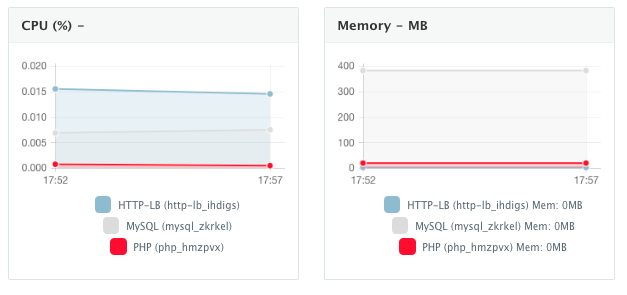 CPU (%) –
0.020
0.015
0.010
0.005
0.000
17:52 17:57
HTTP-LB (http-lb_ihdigs)
MySQL (mysql_zkrkel)
PHP (php_hmzpvx)
Memory – MB
400
300
200
100
0
17:52 17:57
HTTP-LB (http-lb_ihdigs) Mem: 0MB
MySQL (mysql_zkrkel) Mem: 0MB
PHP (php_hmzpvx) Mem: 0MB